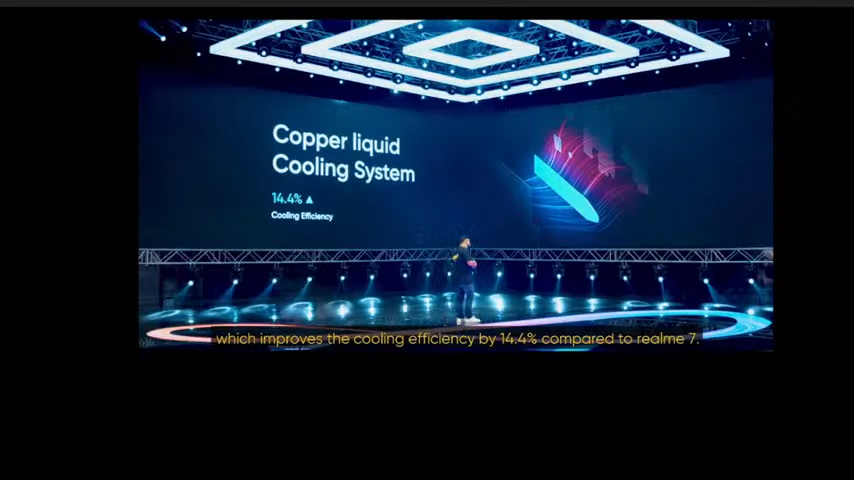 Copper liquid
Cooling System
14.4% ▲
Cooling Efficiency
which improves the cooling efficiency by 14.4% compared to realme 7.